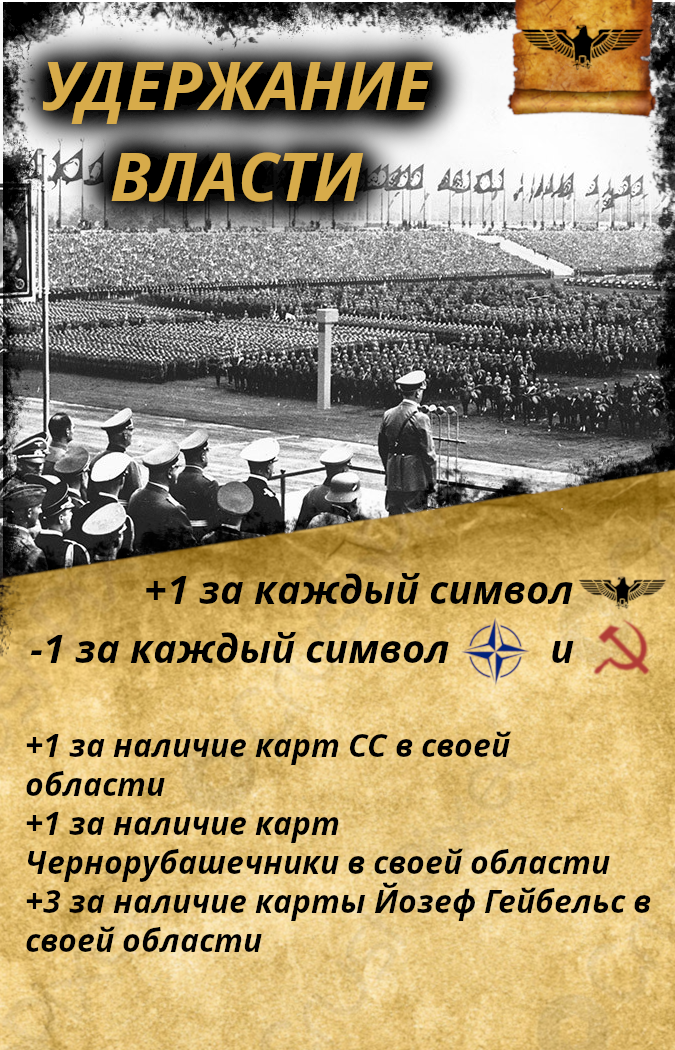 УДЕРЖАНИЕ
ВЛАСТИ
+1 за каждый символ
-1 за каждый символ и
+1 за наличие карт СС в своей
области
+1 за наличие карт
Чернорубашечники в своей области
+3 за наличие карты Йозеф Гейбельс в
своей области